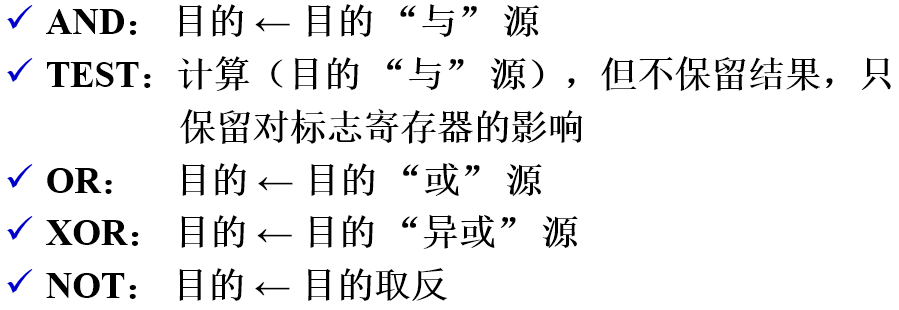 ✓ AND： 目的 ← 目的 “与” 源
✓ TEST：计算（目的 “与” 源），但不保留结果，只
保留对标志寄存器的影响
✓ OR： 目的 ← 目的 “或” 源
✓ XOR： 目的 ← 目的 “异或” 源
✓ NOT： 目的 ← 目的取反